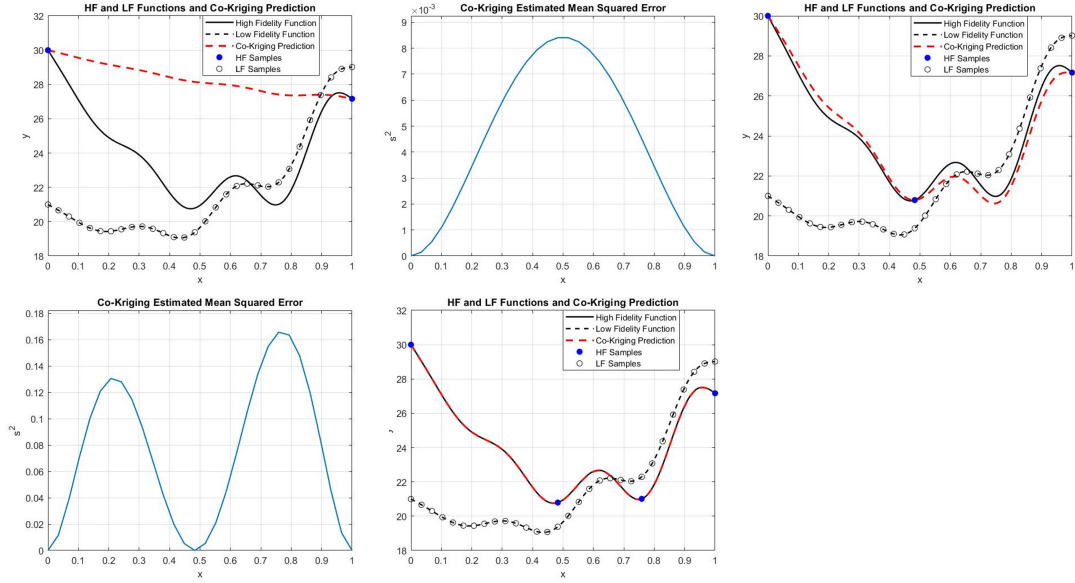 HF and LF Functions and Co-Kriging Prediction
32
30
28
26
24
22
20
18
y
High Fidelity Function
Low Fidelity Function
Co-Kriging Prediction
HF Samples
LF Samples
0 0.1 0.2 0.3 0.4 0.5 0.6 0.7 0.8 0.9 1
x
Co-Kriging Estimated Mean Squared Error
×10⁻³
9
8
7
6
5
4
3
2
1
0
s²
0 0.1 0.2 0.3 0.4 0.5 0.6 0.7 0.8 0.9 1
x
HF and LF Functions and Co-Kriging Prediction
30
28
26
24
22
20
18
y
High Fidelity Function
Low Fidelity Function
Co-Kriging Prediction
HF Samples
LF Samples
0 0.1 0.2 0.3 0.4 0.5 0.6 0.7 0.8 0.9 1
x
Co-Kriging Estimated Mean Squared Error
0.18
0.16
0.14
0.12
0.1
0.08
0.06
0.04
0.02
0
s²
0 0.1 0.2 0.3 0.4 0.5 0.6 0.7 0.8 0.9 1
x
HF and LF Functions and Co-Kriging Prediction
32
30
28
26
24
22
20
18
High Fidelity Function
Low Fidelity Function
Co-Kriging Prediction
HF Samples
LF Samples
0 0.1 0.2 0.3 0.4 0.5 0.6 0.7 0.8 0.9 1
x